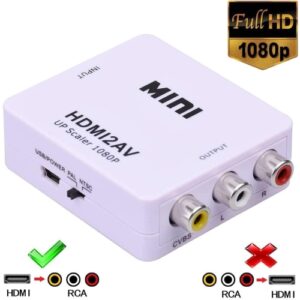 Full HD
1080p
INPUT
MINI
HDMI2AV
UP Scaler 1080P
OUTPUT
USB/POWER PAL NTSC
CVBS
L
R
HDMI
RCA
RCA
HDMI